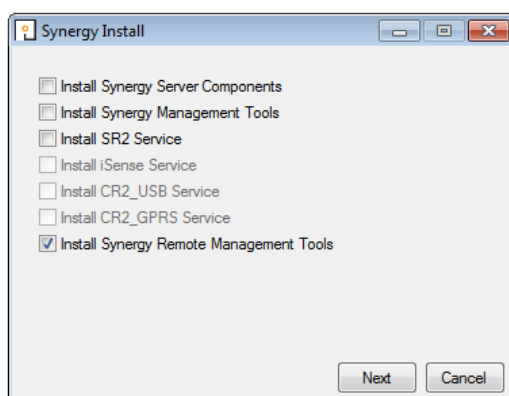 Synergy Install
Install Synergy Server Components
Install Synergy Management Tools
Install SR2 Service
Install iSense Service
Install CR2_USB Service
Install CR2_GPRS Service
Install Synergy Remote Management Tools
Next Cancel